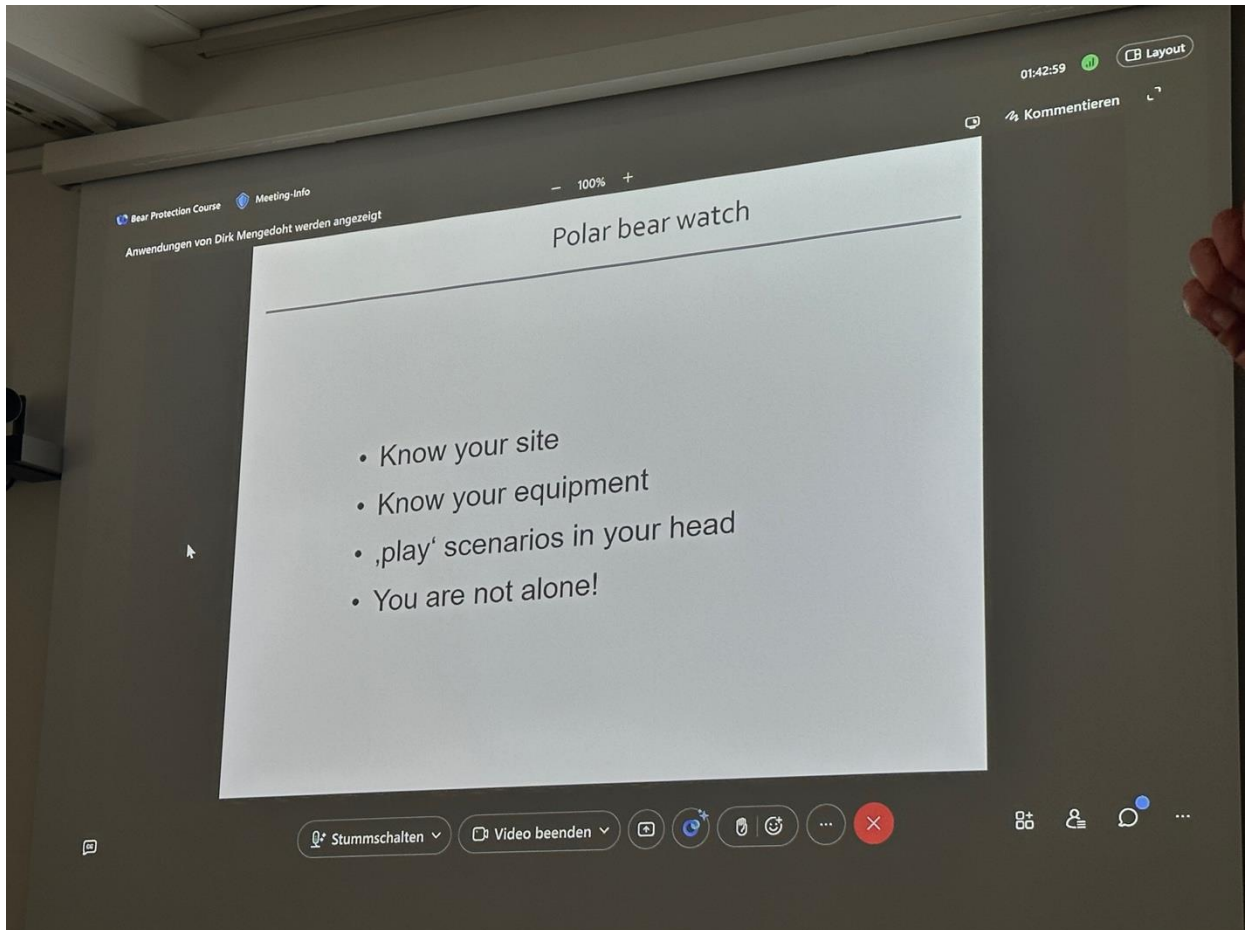 01:42:59
Layout
Kommentieren
Bear Protection Course Meeting-Info
Anwendungen von Dirk Mengedoht werden angezeigt
− 100% +
Polar bear watch
• Know your site
• Know your equipment
• ‚play‘ scenarios in your head
• You are not alone!
Stummschalten
Video beenden